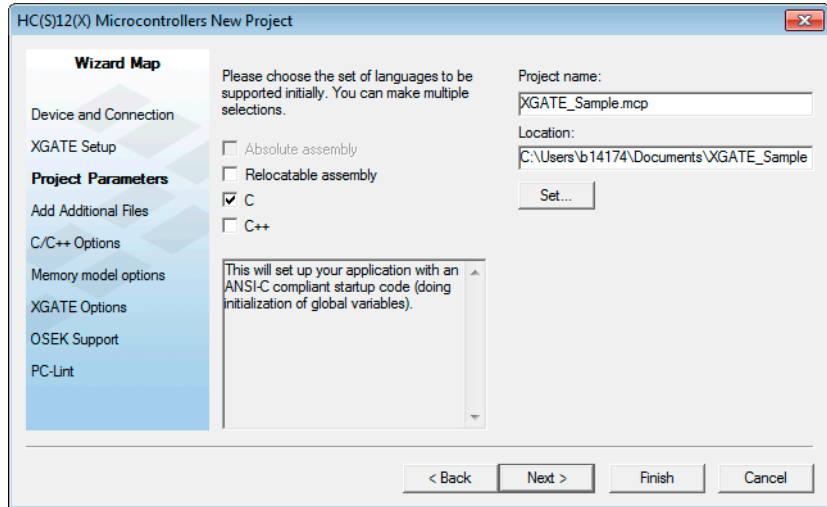 HC(S)12(X) Microcontrollers New Project
Wizard Map
Device and Connection
XGATE Setup
Project Parameters
Add Additional Files
C/C++ Options
Memory model options
XGATE Options
OSEK Support
PC-Lint
Please choose the set of languages to be
supported initially. You can make multiple
selections.
Absolute assembly
Relocatable assembly
C
C++
This will set up your application with an
ANSI-C compliant startup code (doing
initialization of global variables).
Project name:
XGATE_Sample.mcp
Location:
C:\Users\b14174\Documents\XGATE_Sample
Set...
< Back
Next >
Finish
Cancel